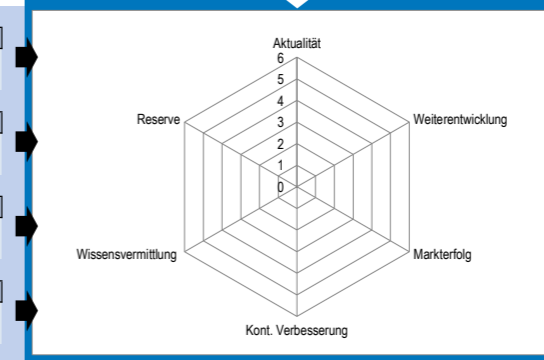 Aktualität
6
5
4
3
2
1
0
Reserve
Weiterentwicklung
Wissensvermittlung
Markterfolg
Kont. Verbesserung